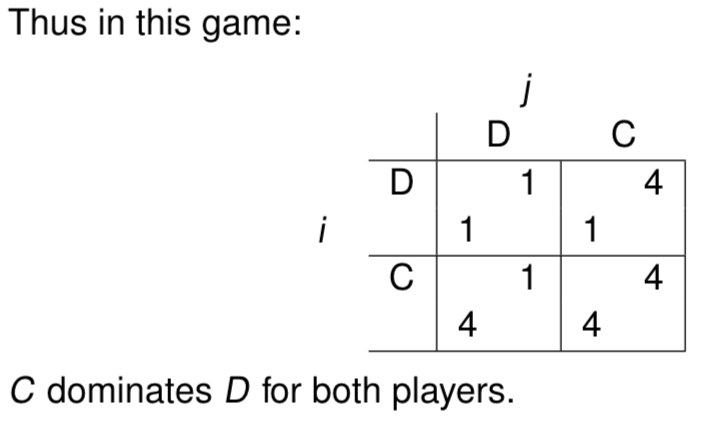 Thus in this game:
j
D C
D 1 4
i 1 1
C 1 4
4 4
C dominates D for both players.